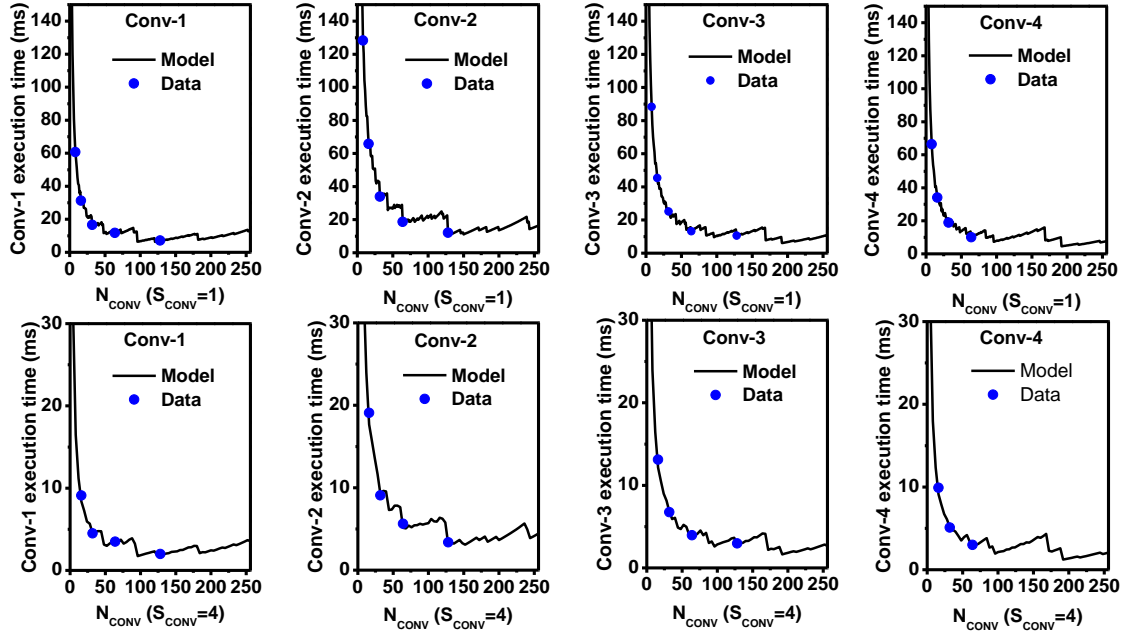 Conv-1 execution time (ms)
140
120
100
80
60
40
20
0
Conv-1
Model
Data
0 50 100 150 200 250
N_CONV (S_CONV=1)
Conv-2 execution time (ms)
140
120
100
80
60
40
20
0
Conv-2
Model
Data
0 50 100 150 200 250
N_CONV (S_CONV=1)
Conv-3 execution time (ms)
140
120
100
80
60
40
20
0
Conv-3
Model
Data
0 50 100 150 200 250
N_CONV (S_CONV=1)
Conv-4 execution time (ms)
140
120
100
80
60
40
20
0
Conv-4
Model
Data
0 50 100 150 200 250
N_CONV (S_CONV=1)
Conv-1 execution time (ms)
30
20
10
0
Conv-1
Model
Data
0 50 100 150 200 250
N_CONV (S_CONV=4)
Conv-2 execution time (ms)
30
20
10
0
Conv-2
Model
Data
0 50 100 150 200 250
N_CONV (S_CONV=4)
Conv-3 execution time (ms)
30
20
10
0
Conv-3
Model
Data
0 50 100 150 200 250
N_CONV (S_CONV=4)
Conv-4 execution time (ms)
30
20
10
0
Conv-4
Model
Data
0 50 100 150 200 250
N_CONV (S_CONV=4)